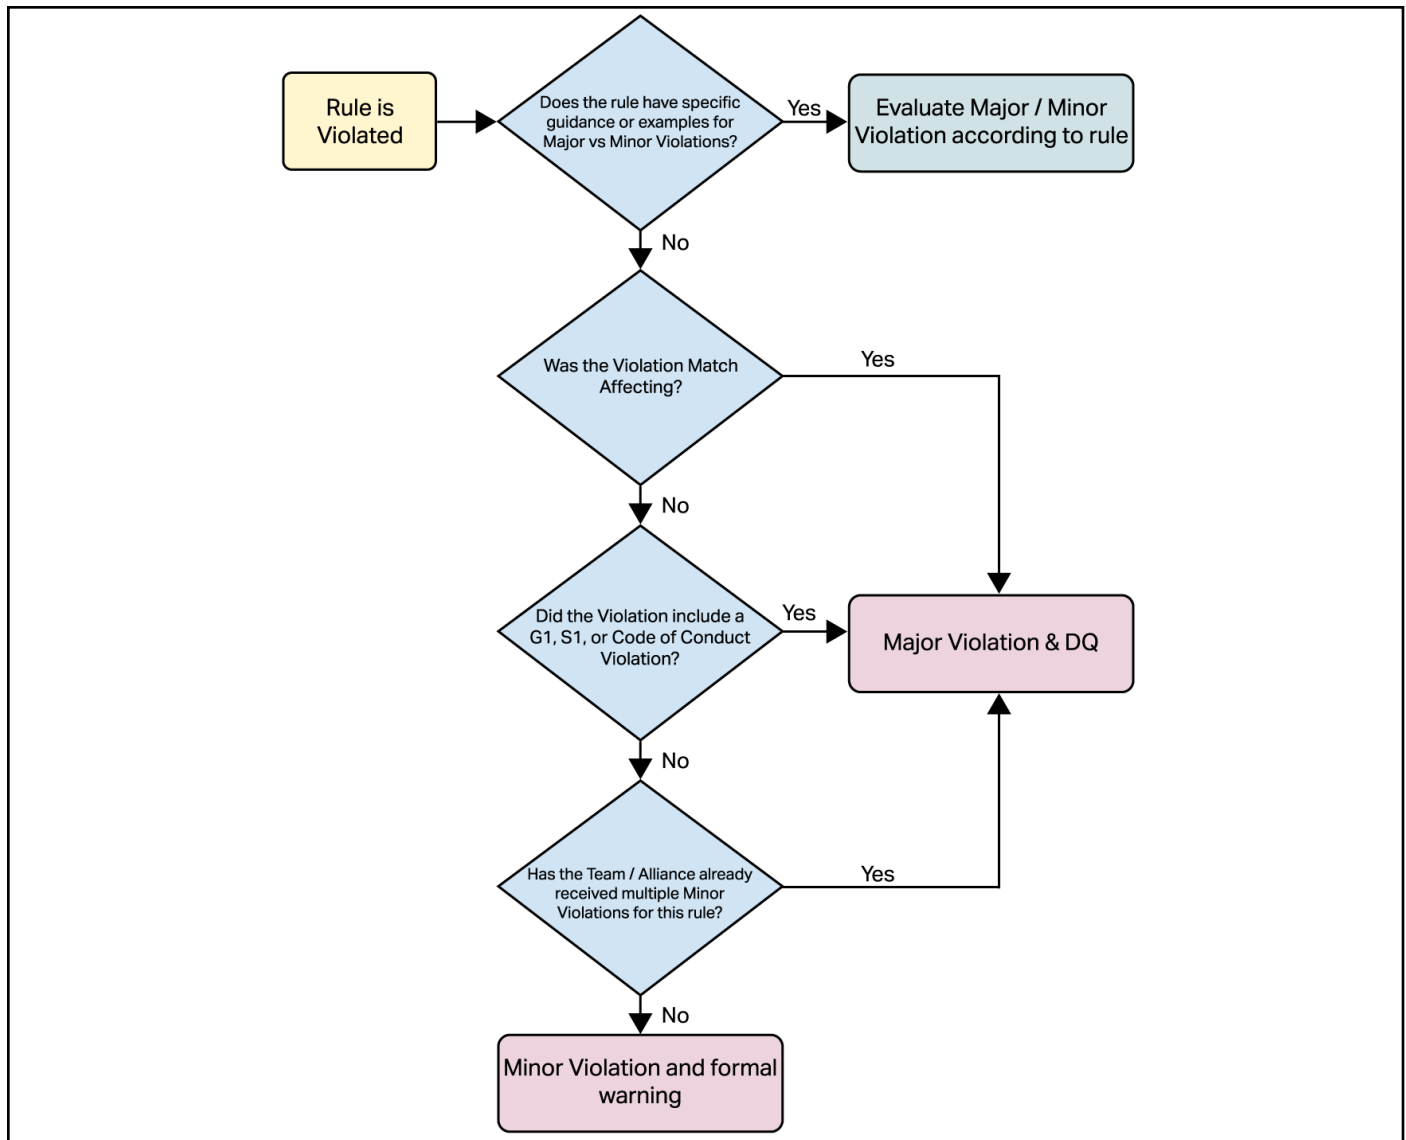 Rule is
Violated
Does the rule have specific
guidance or examples for
Major vs Minor Violations?
Yes
Evaluate Major / Minor
Violation according to rule
No
Was the Violation Match
Affecting?
Yes
No
Did the Violation include a
G1, S1, or Code of Conduct
Violation?
Yes
Major Violation & DQ
No
Has the Team / Alliance already
received multiple Minor
Violations for this rule?
Yes
No
Minor Violation and formal
warning